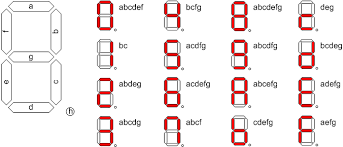 a
f b
g
e c
d
h
abcdef bcfg abcdefg deg
bc acdfg abcdfg bcdeg
abdeg acdefg abcefg adefg
abcdg abcf cdefg aefg